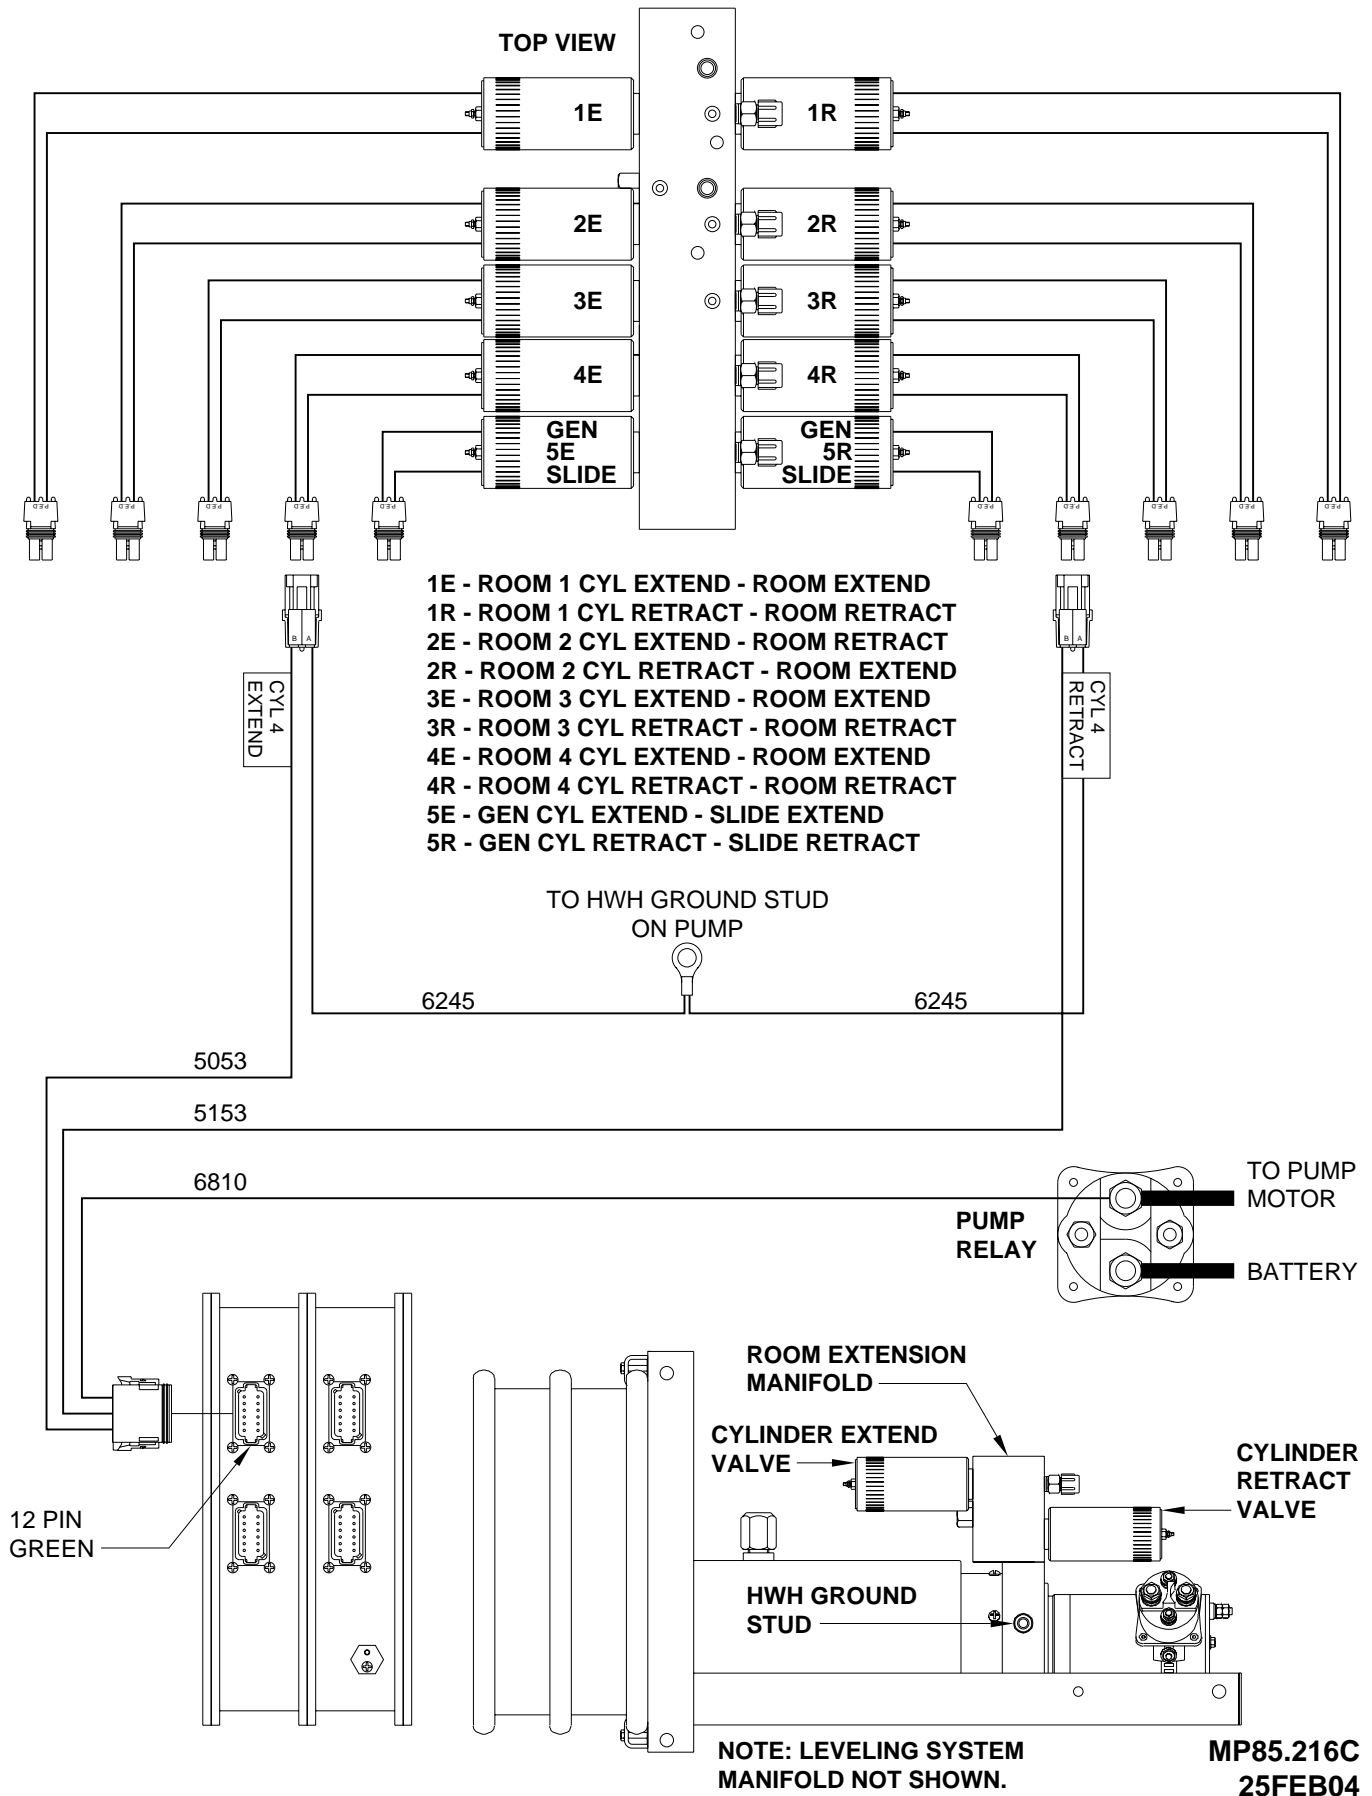 TOP VIEW
1E
1R
2E
2R
3E
3R
4E
4R
GEN
5E
SLIDE
GEN
5R
SLIDE
P.E.D
P.E.D
P.E.D
P.E.D
P.E.D
P.E.D
P.E.D
P.E.D
P.E.D
P.E.D
1E - ROOM 1 CYL EXTEND - ROOM EXTEND
1R - ROOM 1 CYL RETRACT - ROOM RETRACT
2E - ROOM 2 CYL EXTEND - ROOM RETRACT
2R - ROOM 2 CYL RETRACT - ROOM EXTEND
3E - ROOM 3 CYL EXTEND - ROOM EXTEND
3R - ROOM 3 CYL RETRACT - ROOM RETRACT
4E - ROOM 4 CYL EXTEND - ROOM EXTEND
4R - ROOM 4 CYL RETRACT - ROOM RETRACT
5E - GEN CYL EXTEND - SLIDE EXTEND
5R - GEN CYL RETRACT - SLIDE RETRACT
B A
B A
CYL 4
EXTEND
CYL 4
RETRACT
TO HWH GROUND STUD
ON PUMP
6245
6245
5053
5153
6810
TO PUMP
MOTOR
PUMP
RELAY
BATTERY
ROOM EXTENSION
MANIFOLD
CYLINDER EXTEND
VALVE
CYLINDER
RETRACT
VALVE
12 PIN
GREEN
HWH GROUND
STUD
NOTE: LEVELING SYSTEM
MANIFOLD NOT SHOWN.
MP85.216C
25FEB04